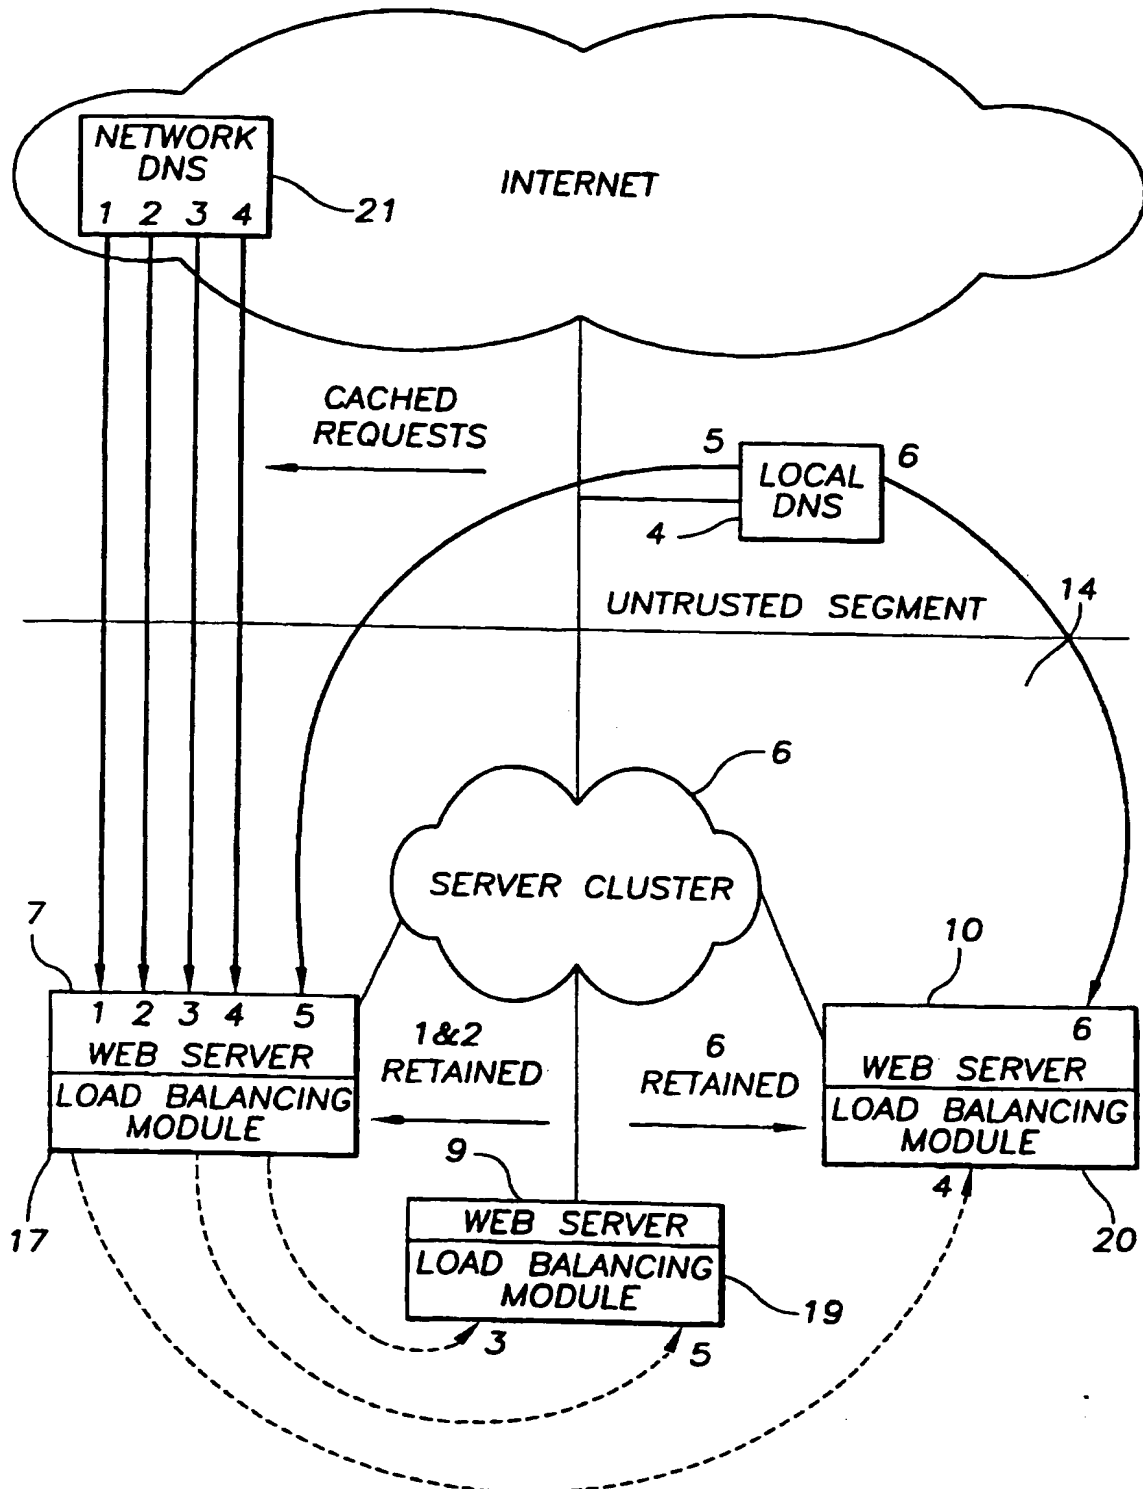 NETWORK
DNS
1 2 3 4
21
INTERNET
CACHED
REQUESTS
5
LOCAL
DNS
6
4
UNTRUSTED SEGMENT
14
6
SERVER CLUSTER
7
10
1 2 3 4 5
WEB SERVER
LOAD BALANCING
MODULE
17
1&2
RETAINED
6
RETAINED
6
WEB SERVER
LOAD BALANCING
MODULE
4
20
9
WEB SERVER
LOAD BALANCING
MODULE
19
3
5